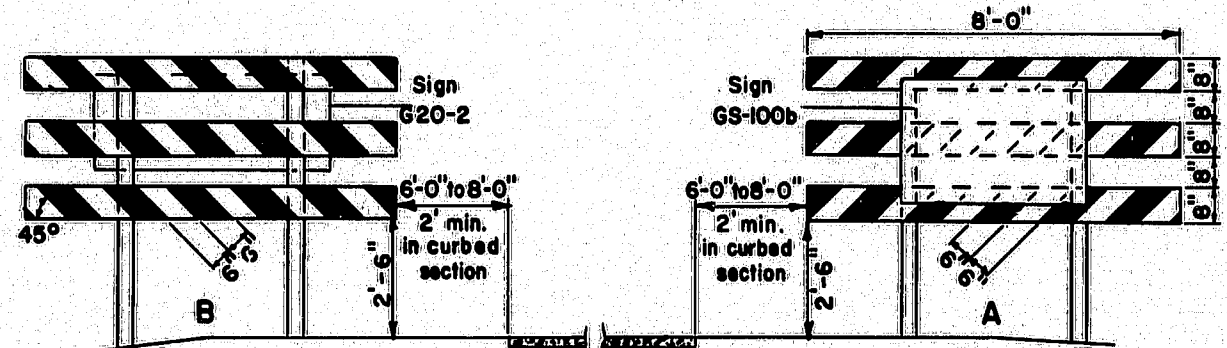 8'-0"
Sign
G20-2
Sign
GS-100b
8"
8"
8"
8"
8"
6'-0" to 8'-0"
2' min.
in curbed
section
6'-0" to 8'-0"
2' min.
in curbed
section
45°
6"
2'-6"
2'-6"
6"
6"
B
A